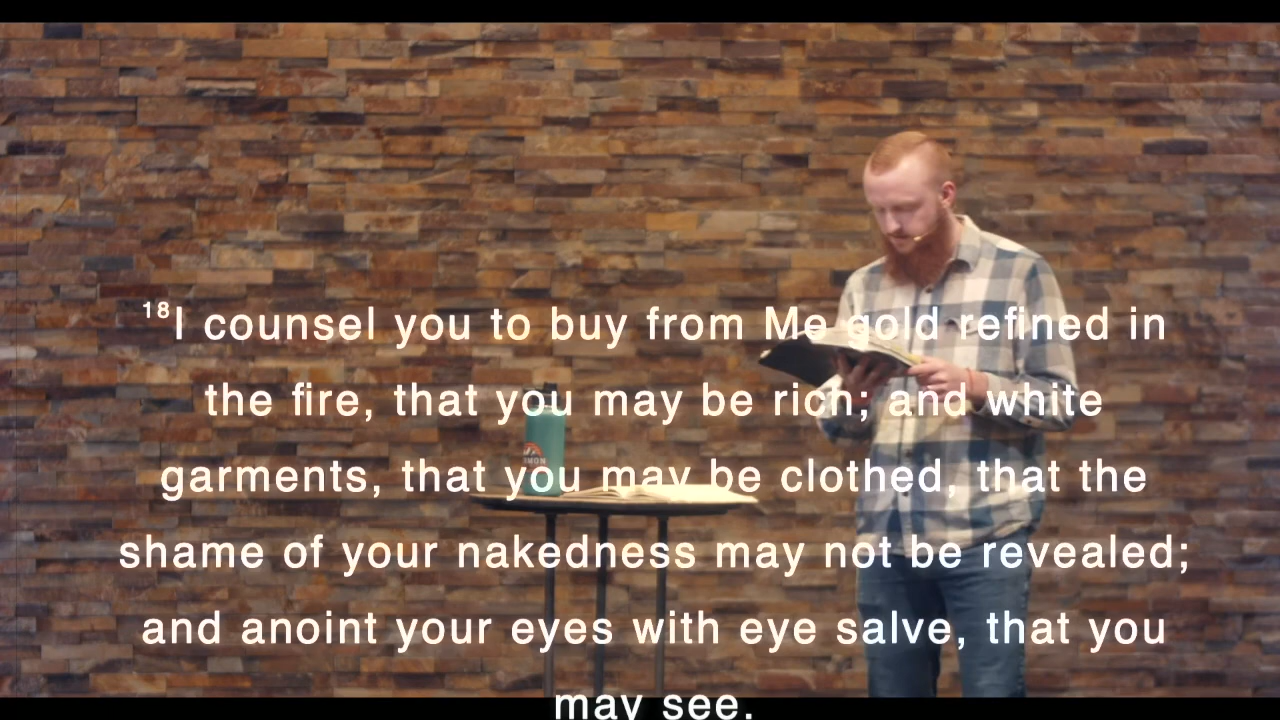 ¹⁸I counsel you to buy from Me gold refined in
the fire, that you may be rich; and white
garments, that you may be clothed, that the
shame of your nakedness may not be revealed;
and anoint your eyes with eye salve, that you
may see.